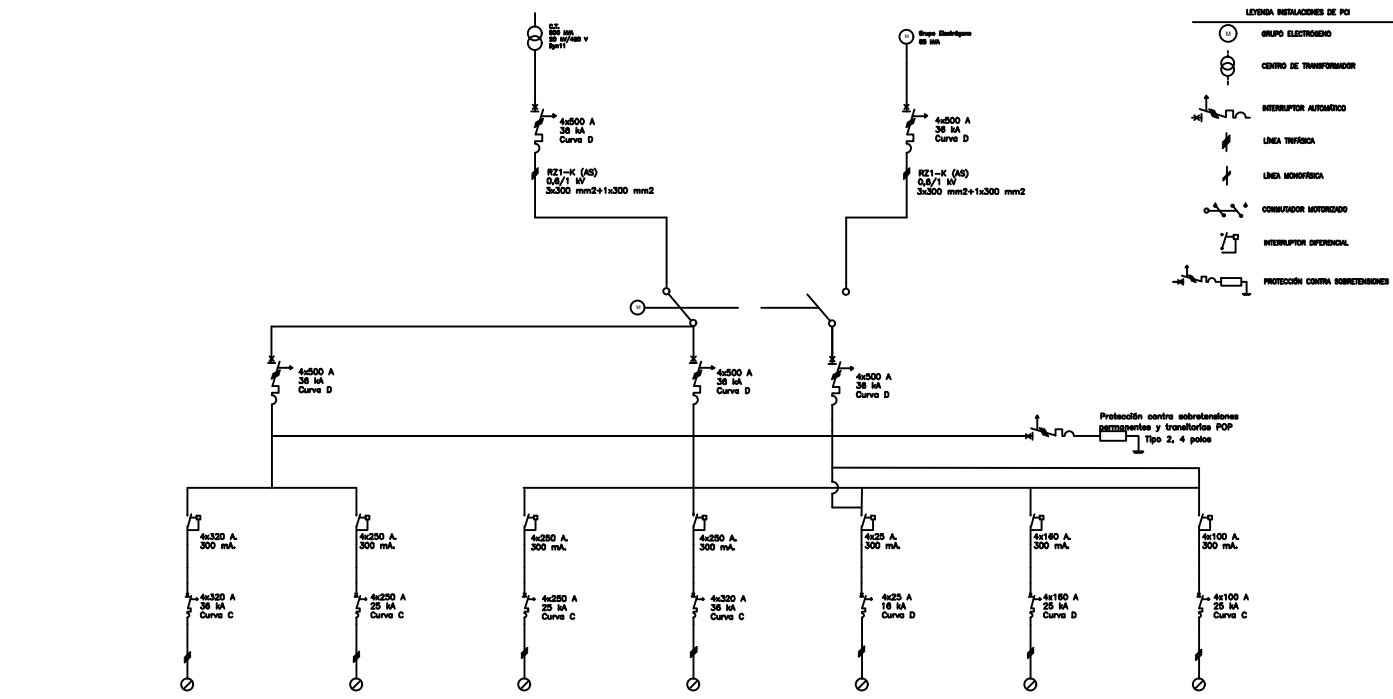 C.T.
20 kV/420 V
Dyn11
Grupo Electrógeno
4x500 A
36 kA
Curva D
RZ1-K (AS)
0,6/1 kV
3x300 mm2+1x300 mm2
4x500 A
36 kA
Curva D
RZ1-K (AS)
0,6/1 kV
3x300 mm2+1x300 mm2
LEYENDA INSTALACIONES DE PCI
M
GRUPO ELECTRÓGENO
CENTRO DE TRANSFORMADOR
INTERRUPTOR AUTOMÁTICO
LÍNEA TRIFÁSICA
LÍNEA MONOFÁSICA
CONMUTADOR MOTORIZADO
INTERRUPTOR DIFERENCIAL
PROTECCIÓN CONTRA SOBRETENSIONES
M
M
4x500 A
36 kA
Curva D
4x500 A
36 kA
Curva D
4x500 A
36 kA
Curva D
Protección contra sobretensiones
permanentes y transitorias POP
Tipo 2, 4 polos
4x320 A.
300 mA.
4x250 A.
300 mA.
4x250 A.
300 mA.
4x250 A.
300 mA.
4x25 A.
300 mA.
4x160 A.
300 mA.
4x100 A.
300 mA.
4x320 A
36 kA
Curva C
4x250 A
25 kA
Curva C
4x250 A
25 kA
Curva C
4x320 A
36 kA
Curva C
4x25 A
16 kA
Curva D
4x160 A
25 kA
Curva D
4x100 A
25 kA
Curva C